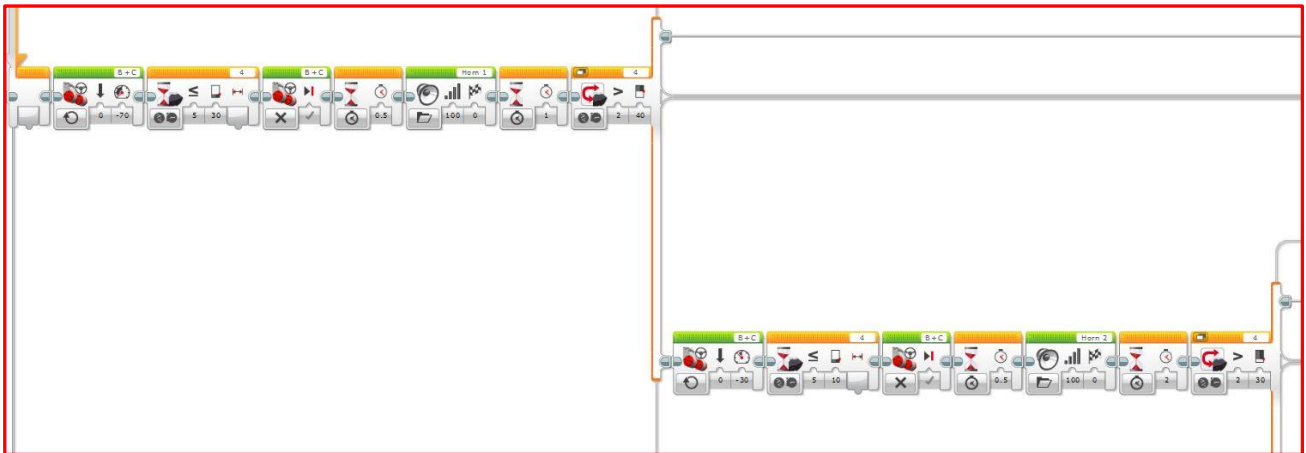 B + C 4 B + C Horn 1 4
≤ >
0 -70 5 30 0.5 100 0 1 2 40
B + C 4 B + C Horn 2 4
≤ >
0 -30 5 10 0.5 100 0 2 2 30